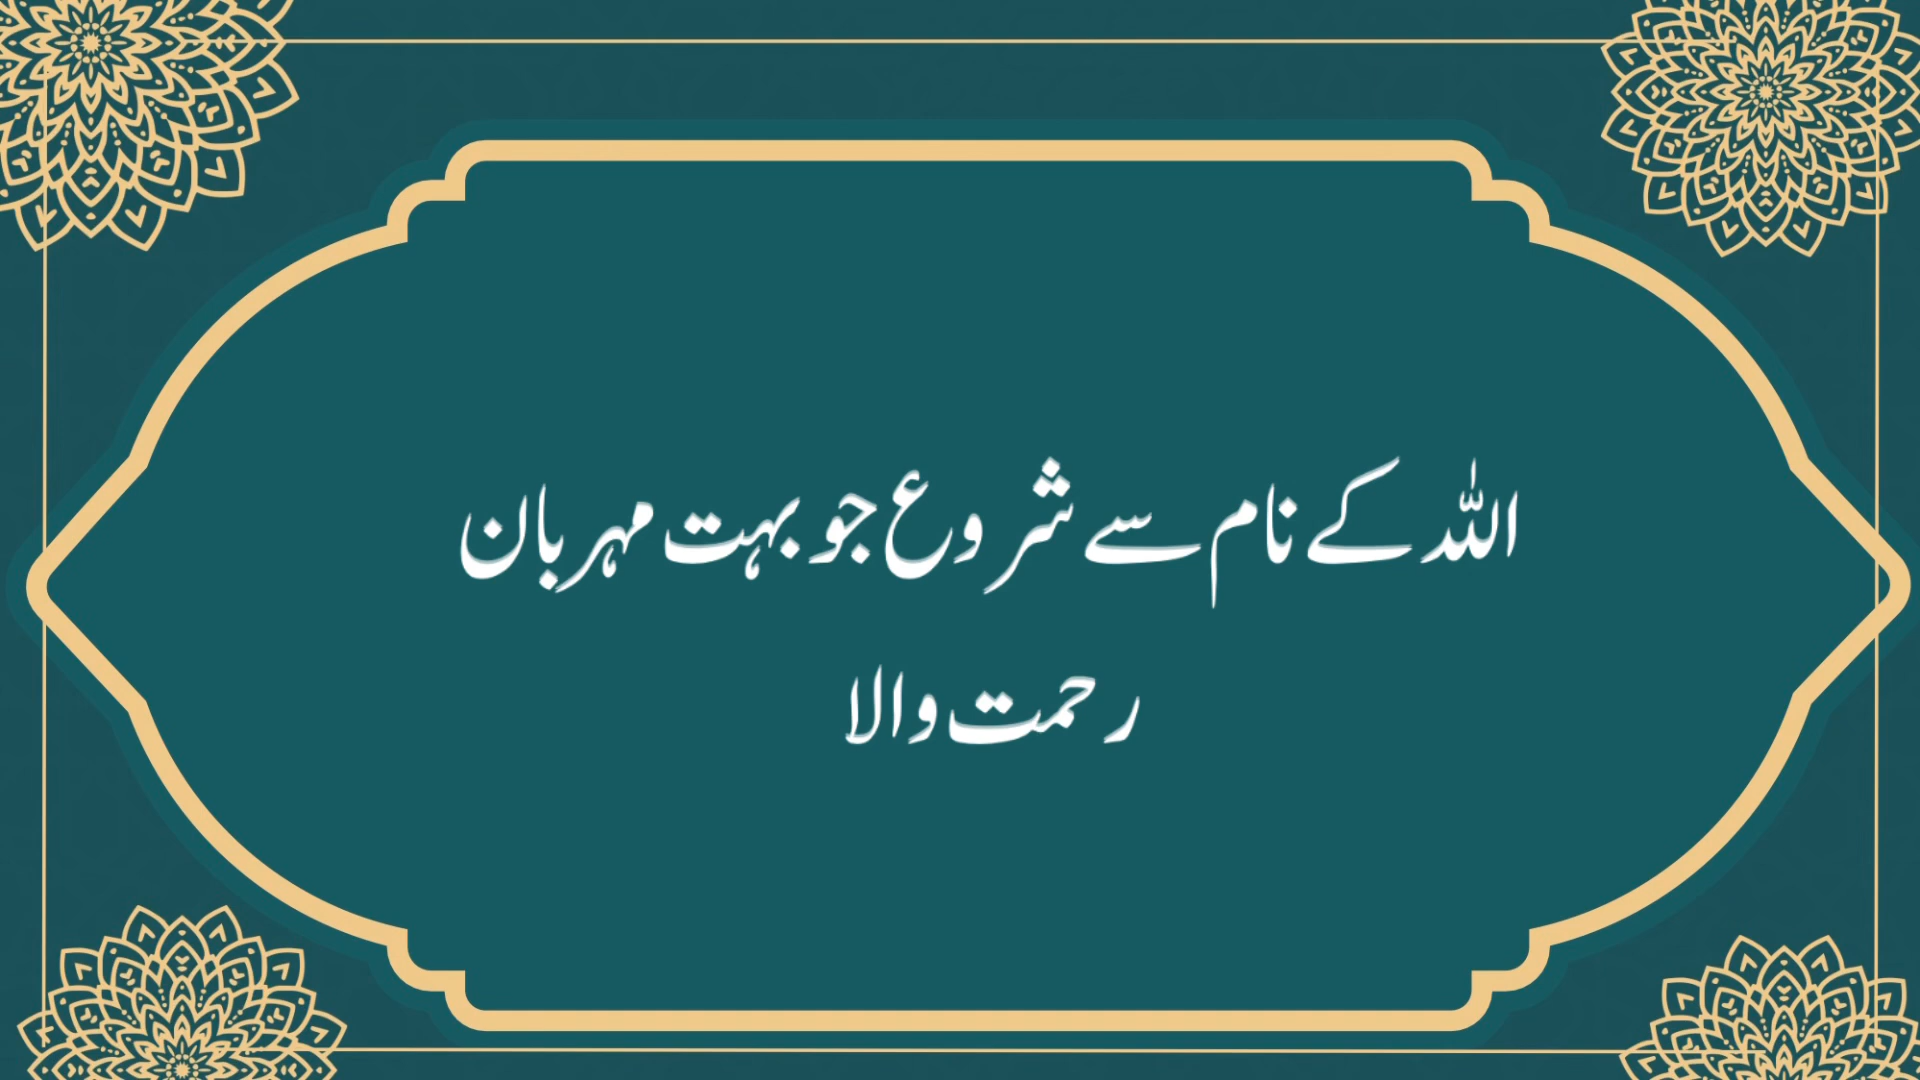 اللہ کے نام سے شروع جو بہت مہربان
رحمت والا